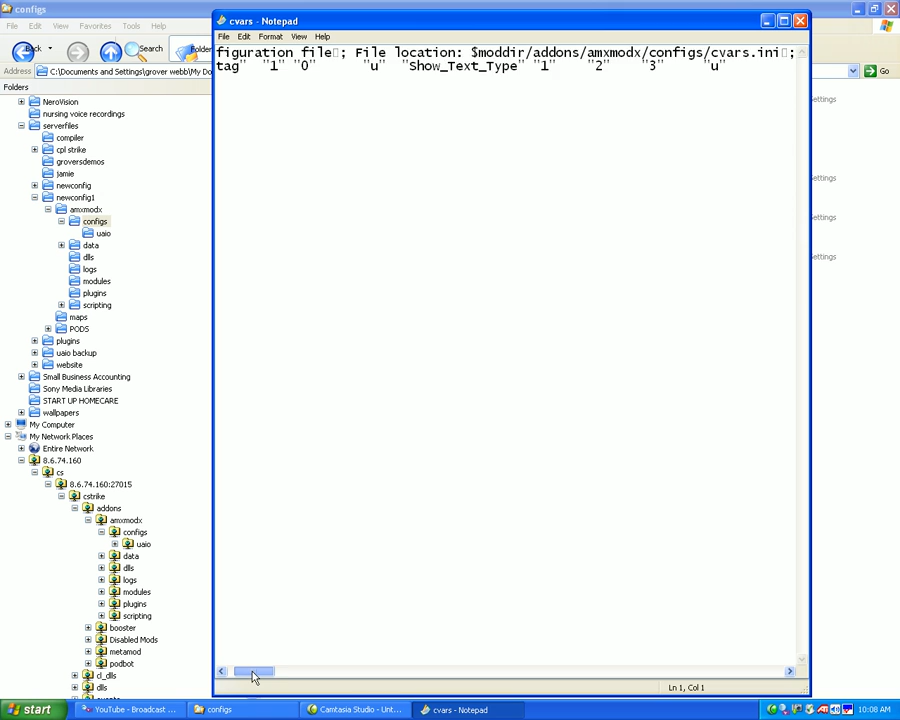 configs
cvars - Notepad
File Edit View Favorites Tools Help
File Edit Format View Help
Back
Search
Folders
Address
C:\Documents and Settings\grover webb\My Do
Go
Folders
figuration file▯; File location: $moddir/addons/amxmodx/configs/cvars.ini▯;
tag" "1" "0" "u" "Show_Text_Type" "1" "2" "3" "u"
NeroVision
nursing voice recordings
serverfiles
compiler
cpl strike
groversdemos
jamie
newconfig
newconfig1
amxmodx
configs
uaio
data
dlls
logs
modules
plugins
scripting
maps
PODS
plugins
uaio backup
website
Small Business Accounting
Sony Media Libraries
START UP HOMECARE
wallpapers
My Computer
My Network Places
Entire Network
8.6.74.160
cs
8.6.74.160:27015
cstrike
addons
amxmodx
configs
uaio
data
dlls
logs
modules
plugins
scripting
booster
Disabled Mods
metamod
podbot
cl_dlls
dlls
ettings
ettings
ettings
ettings
Ln 1, Col 1
start
YouTube - Broadcast ...
configs
Camtasia Studio - Unt...
cvars - Notepad
10:08 AM